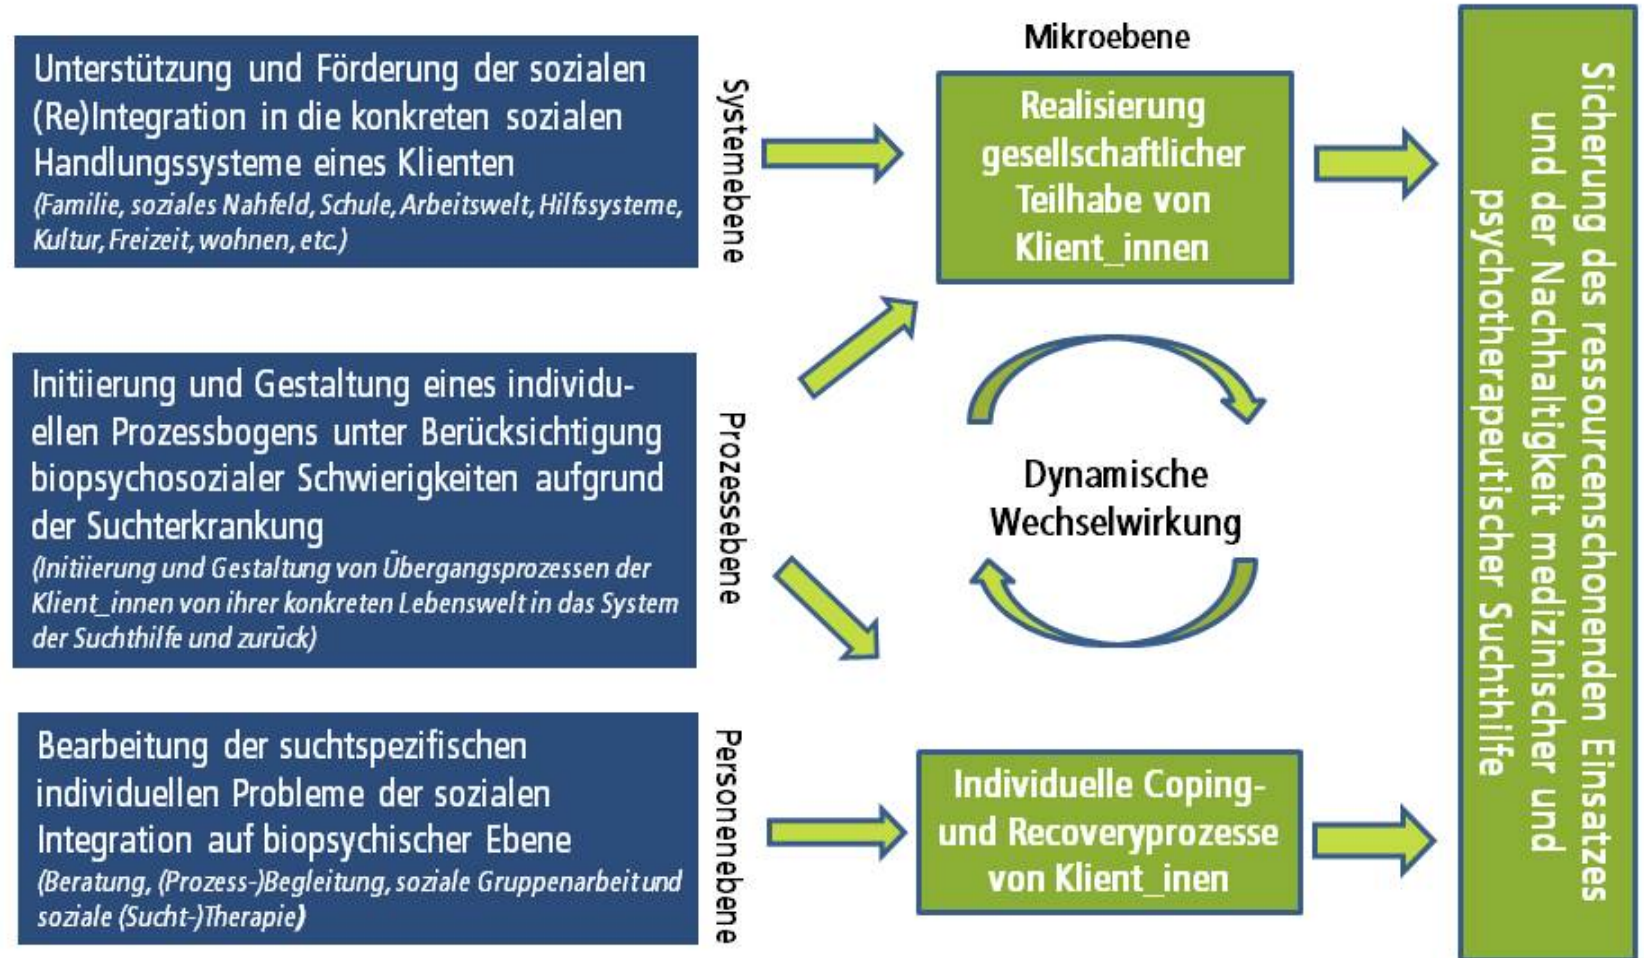 Unterstützung und Förderung der sozialen
(Re)Integration in die konkreten sozialen
Handlungssysteme eines Klienten
(Familie, soziales Nahfeld, Schule, Arbeitswelt, Hilfssysteme,
Kultur, Freizeit, wohnen, etc.)
Systemebene
Mikroebene
Realisierung
gesellschaftlicher
Teilhabe von
Klient_innen
Initiierung und Gestaltung eines individu-
ellen Prozessbogens unter Berücksichtigung
biopsychosozialer Schwierigkeiten aufgrund
der Suchterkrankung
(Initiierung und Gestaltung von Übergangsprozessen der
Klient_innen von ihrer konkreten Lebenswelt in das System
der Suchthilfe und zurück)
Prozessebene
Dynamische
Wechselwirkung
Bearbeitung der suchtspezifischen
individuellen Probleme der sozialen
Integration auf biopsychischer Ebene
(Beratung, (Prozess-)Begleitung, soziale Gruppenarbeit und
soziale (Sucht-)Therapie)
Personenebene
Individuelle Coping-
und Recoveryprozesse
von Klient_inen
Sicherung des ressourcenschonenden Einsatzes
und der Nachhaltigkeit medizinischer und
psychotherapeutischer Suchthilfe